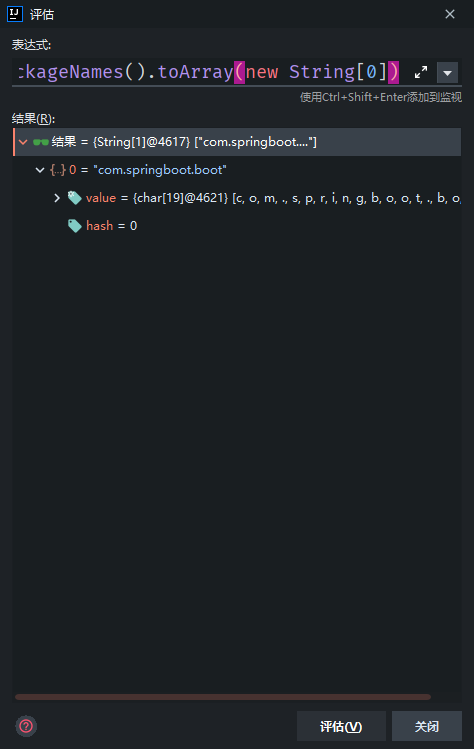 评估
表达式:
ckageNames().toArray(new String[0])
使用Ctrl+Shift+Enter添加到监视
结果(R):
结果 = {String[1]@4617} ["com.springboot...."]
{...} 0 = "com.springboot.boot"
value = {char[19]@4621} [c, o, m, ., s, p, r, i, n, g, b, o, o, t, ., b, o,
hash = 0
评估(V)
关闭